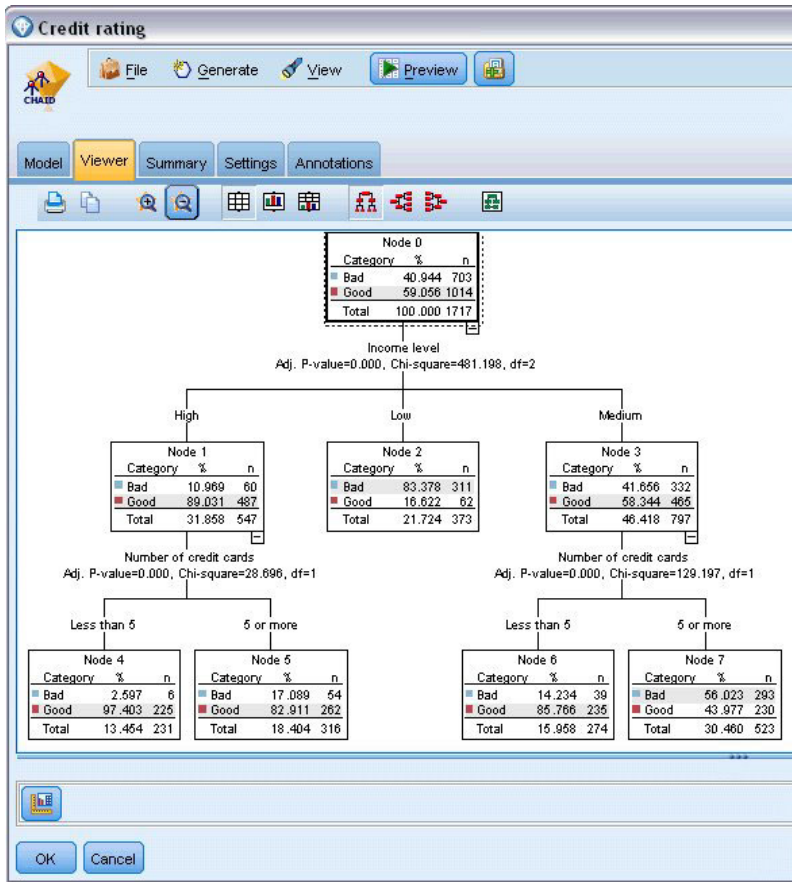 Credit rating
CHAID
File Generate View Preview
Model Viewer Summary Settings Annotations
Node 0
Category % n
Bad 40.944 703
Good 59.056 1014
Total 100.000 1717
Income level
Adj. P-value=0.000, Chi-square=481.198, df=2
High Low Medium
Node 1
Category % n
Bad 10.969 60
Good 89.031 487
Total 31.858 547
Node 2
Category % n
Bad 83.378 311
Good 16.622 62
Total 21.724 373
Node 3
Category % n
Bad 41.656 332
Good 58.344 465
Total 46.418 797
Number of credit cards
Adj. P-value=0.000, Chi-square=28.696, df=1
Number of credit cards
Adj. P-value=0.000, Chi-square=129.197, df=1
Less than 5 5 or more
Less than 5 5 or more
Node 4
Category % n
Bad 2.597 6
Good 97.403 225
Total 13.454 231
Node 5
Category % n
Bad 17.089 54
Good 82.911 262
Total 18.404 316
Node 6
Category % n
Bad 14.234 39
Good 85.766 235
Total 15.958 274
Node 7
Category % n
Bad 56.023 293
Good 43.977 230
Total 30.460 523
OK Cancel